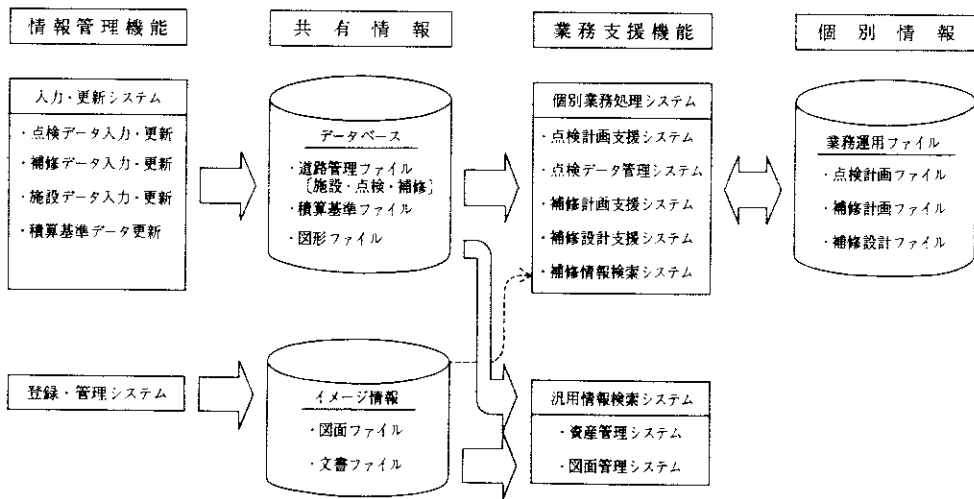 情報管理機能
共有情報
業務支援機能
個別情報
入力・更新システム
・点検データ入力・更新
・補修データ入力・更新
・施設データ入力・更新
・積算基準データ更新
データベース
・道路管理ファイル
〔施設・点検・補修〕
・積算基準ファイル
・図形ファイル
個別業務処理システム
・点検計画支援システム
・点検データ管理システム
・補修計画支援システム
・補修設計支援システム
・補修情報検索システム
業務運用ファイル
・点検計画ファイル
・補修計画ファイル
・補修設計ファイル
登録・管理システム
イメージ情報
・図面ファイル
・文書ファイル
汎用情報検索システム
・資産管理システム
・図面管理システム